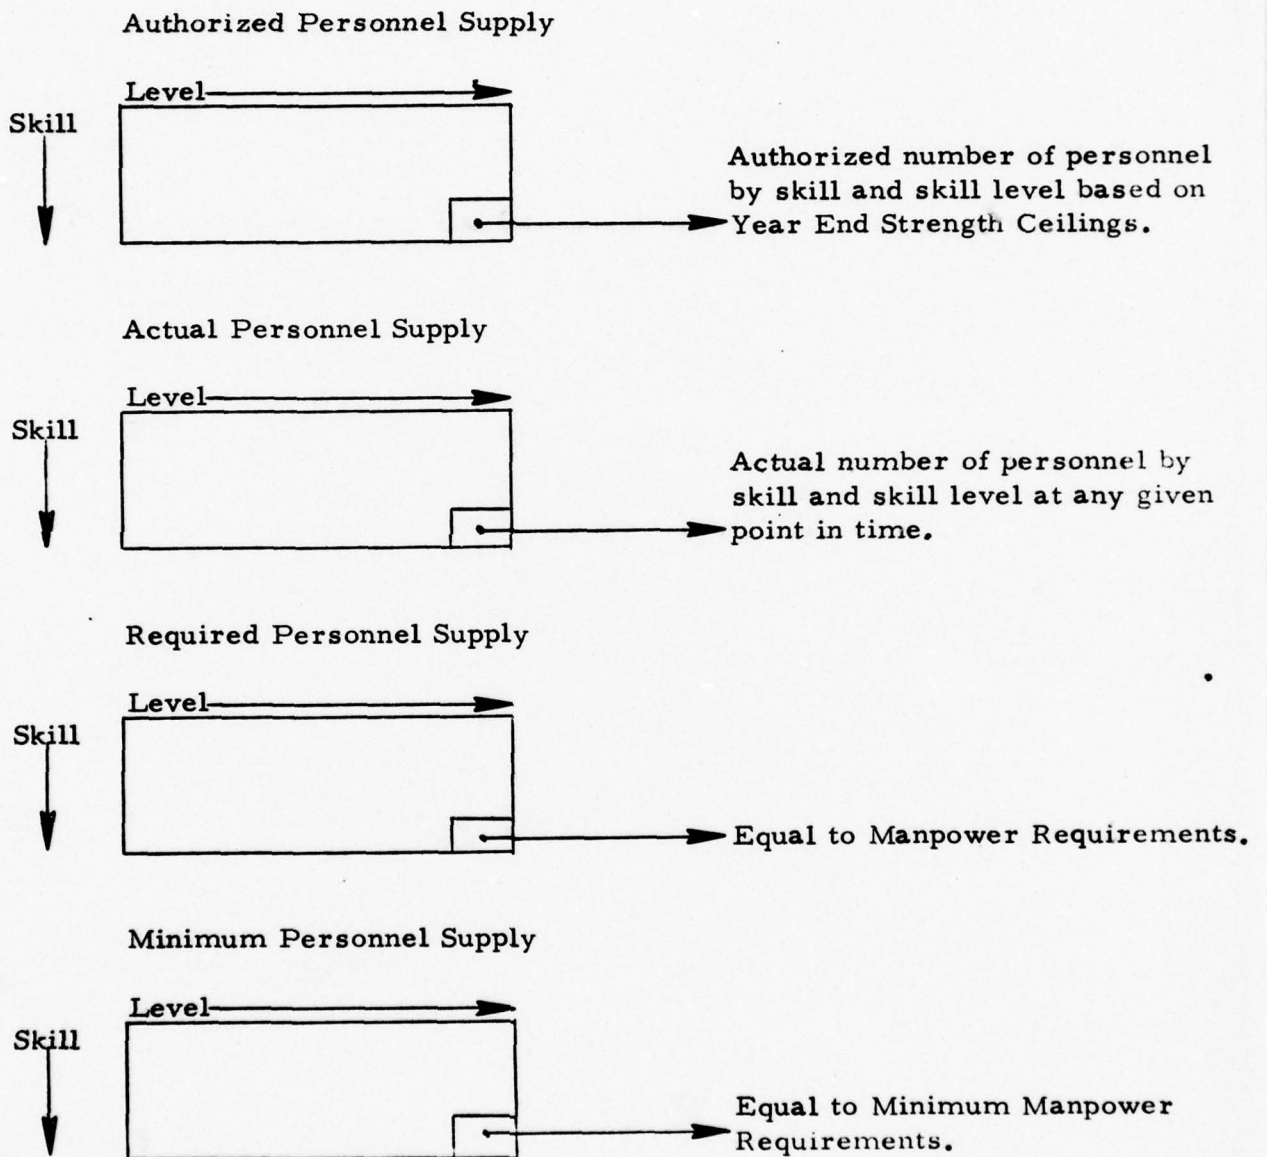 Authorized Personnel Supply
Level
Skill
Authorized number of personnel
by skill and skill level based on
Year End Strength Ceilings.
Actual Personnel Supply
Level
Skill
Actual number of personnel by
skill and skill level at any given
point in time.
Required Personnel Supply
Level
Skill
Equal to Manpower Requirements.
Minimum Personnel Supply
Level
Skill
Equal to Minimum Manpower
Requirements.